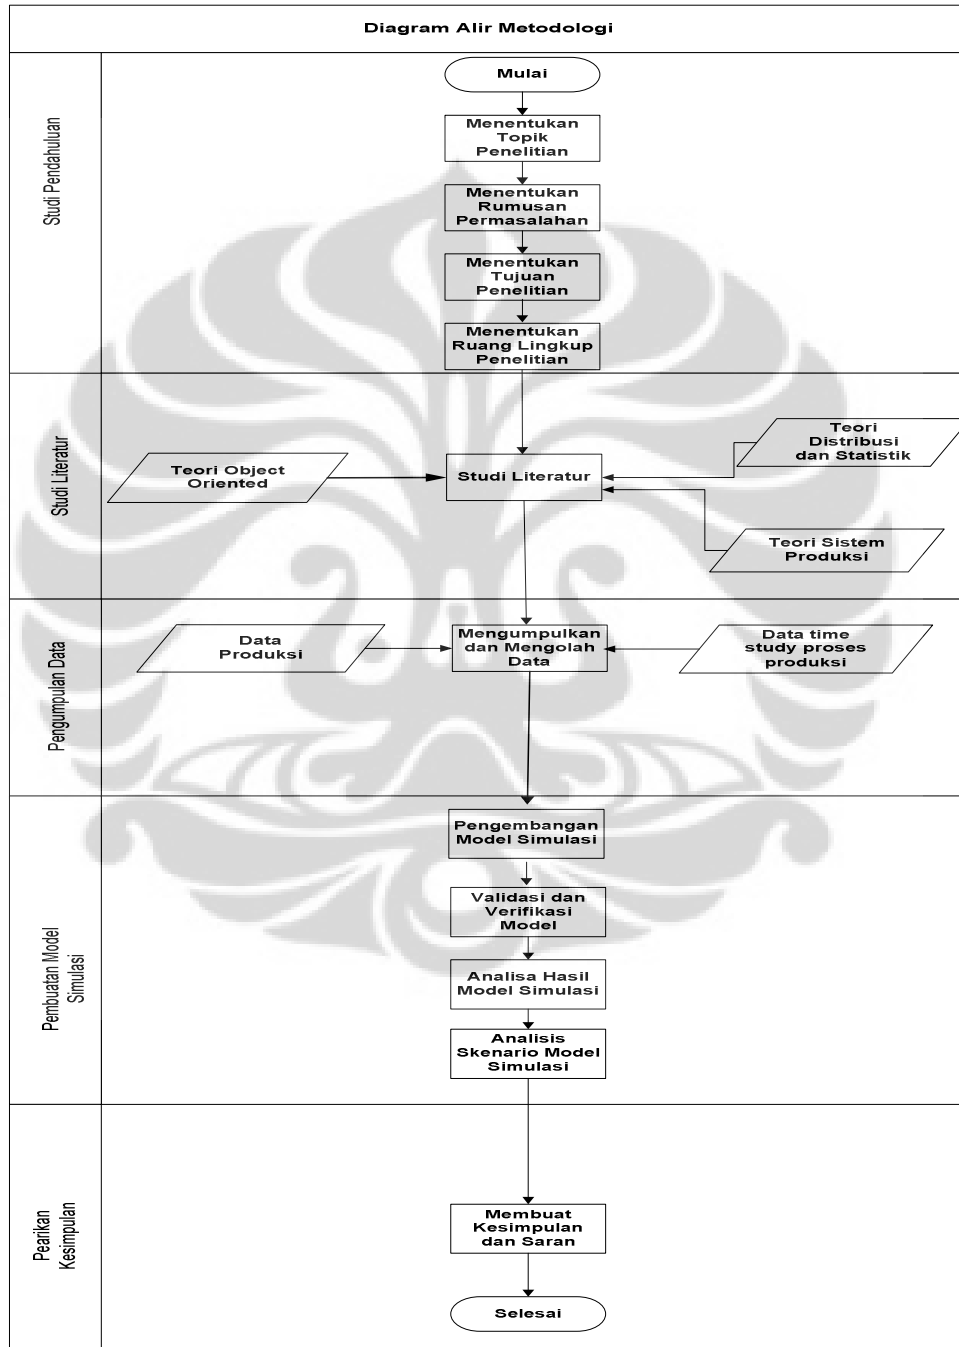 Diagram Alir Metodologi
Studi Pendahuluan
Mulai
Menentukan
Topik
Penelitian
Menentukan
Rumusan
Permasalahan
Menentukan
Tujuan
Penelitian
Menentukan
Ruang Lingkup
Penelitian
Studi Literatur
Teori Object
Oriented
Studi Literatur
Teori
Distribusi
dan Statistik
Teori Sistem
Produksi
Pengumpulan Data
Data
Produksi
Mengumpulkan
dan Mengolah
Data
Data time
study proses
produksi
Pembuatan Model
Simulasi
Pengembangan
Model Simulasi
Validasi dan
Verifikasi
Model
Analisa Hasil
Model Simulasi
Analisis
Skenario Model
Simulasi
Pearikan
Kesimpulan
Membuat
Kesimpulan
dan Saran
Selesai